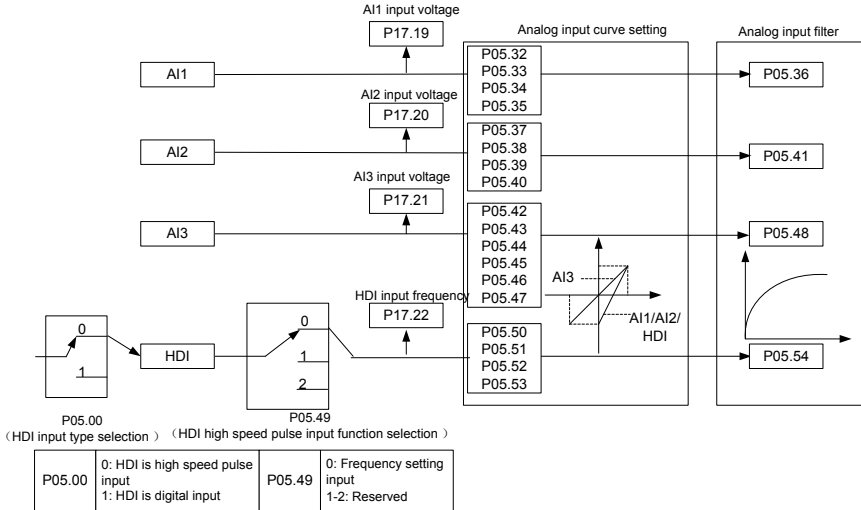 AI1 input voltage
P17.19
Analog input curve setting
Analog input filter
AI1
P05.32
P05.33
P05.34
P05.35
P05.36
AI2 input voltage
P17.20
AI2
P05.37
P05.38
P05.39
P05.40
P05.41
AI3 input voltage
P17.21
AI3
P05.42
P05.43
P05.44
P05.45
P05.46
P05.47
P05.48
AI3
AI1/AI2/
HDI
HDI input frequency
P17.22
0
1
HDI
0
1
2
P05.50
P05.51
P05.52
P05.53
P05.54
P05.00
(HDI input type selection )
P05.49
(HDI high speed pulse input function selection )
P05.00
0: HDI is high speed pulse
input
1: HDI is digital input
P05.49
0: Frequency setting
input
1-2: Reserved